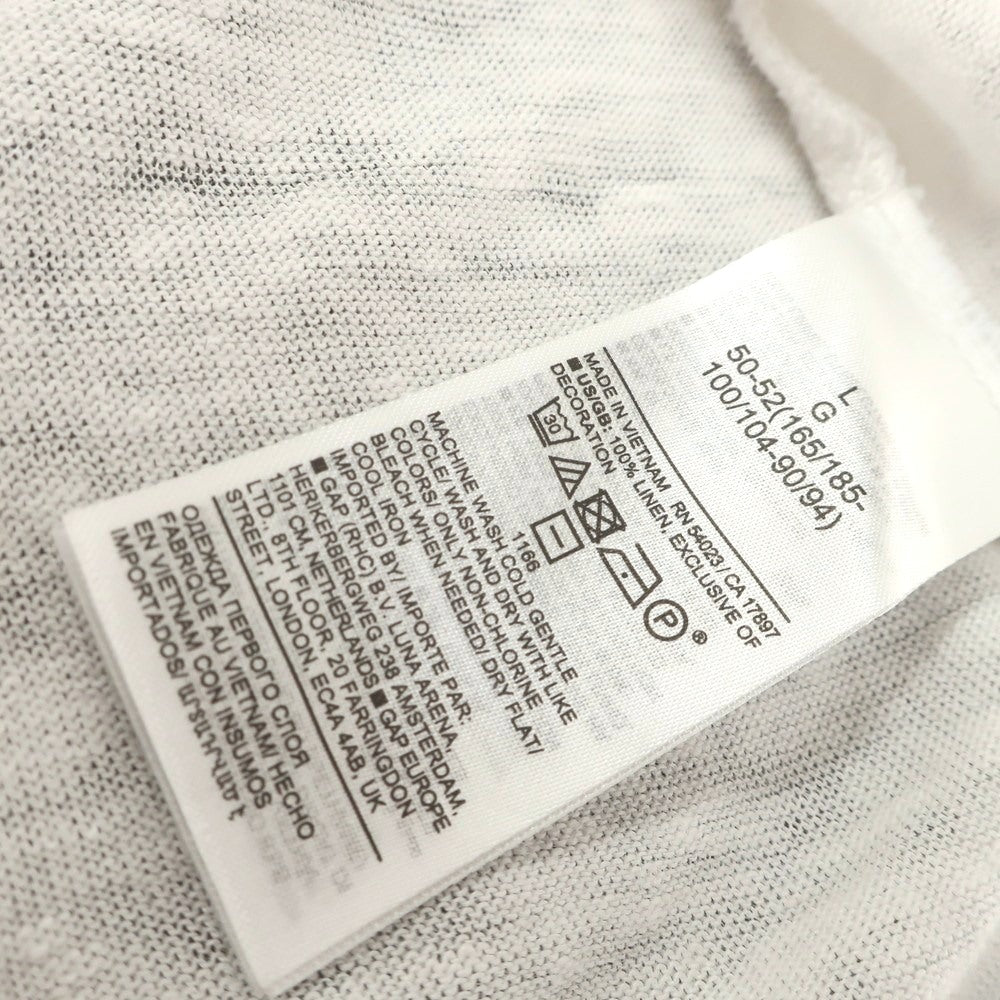 L
G
50-52(165/185-
100/104-90/94)
MADE IN VIETNAM RN 54023 / CA 17897
■ US/GB: 100% LINEN, EXCLUSIVE OF
DECORATION
30
P ®
1166
MACHINE WASH COLD GENTLE
CYCLE/ WASH AND DRY WITH LIKE
COLORS/ ONLY NON-CHLORINE
BLEACH WHEN NEEDED/ DRY FLAT/
COOL IRON
IMPORTED BY/ IMPORTE PAR:
■ GAP (RHC) B.V. LUNA ARENA,
HERIKERBERGWEG 238 AMSTERDAM,
1101 CM, NETHERLANDS ■ GAP EUROPE
LTD. 8TH FLOOR, 20 FARRINGDON
STREET, LONDON, EC4A 4AB, UK
ОДЕЖДА ПЕРВОГО СЛОЯ
FABRIQUE AU VIETNAM/ HECHO
EN VIETNAM CON INSUMOS
IMPORTADOS/